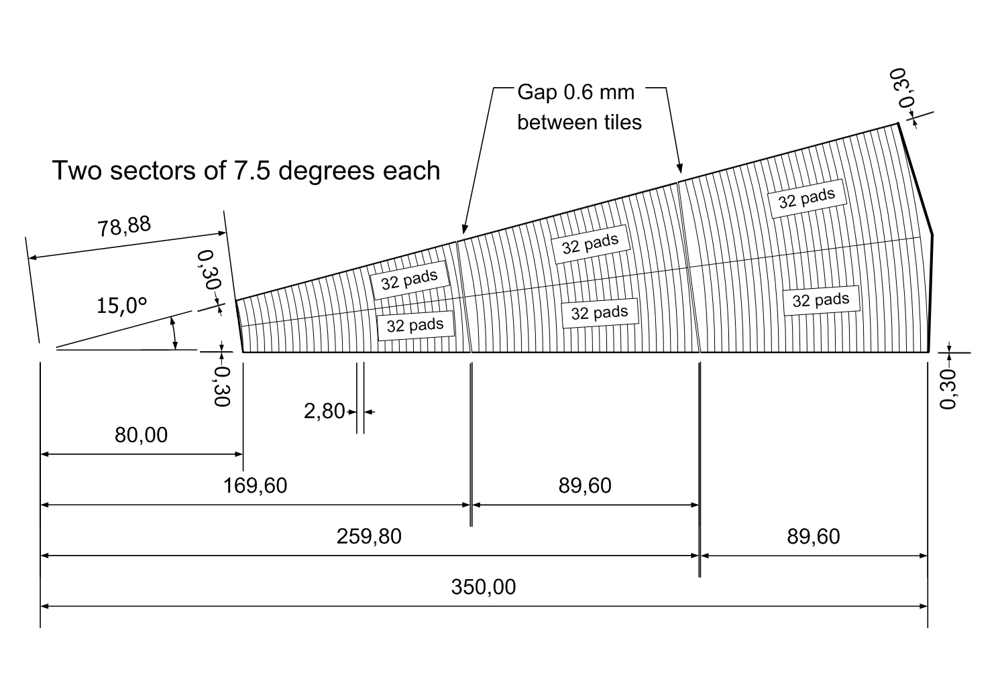 Gap 0.6 mm
between tiles
0,30
Two sectors of 7.5 degrees each
78,88
0,30
15,0°
32 pads
32 pads
32 pads
32 pads
32 pads
32 pads
0,30
0,30
2,80
80,00
169,60
89,60
259,80
89,60
350,00